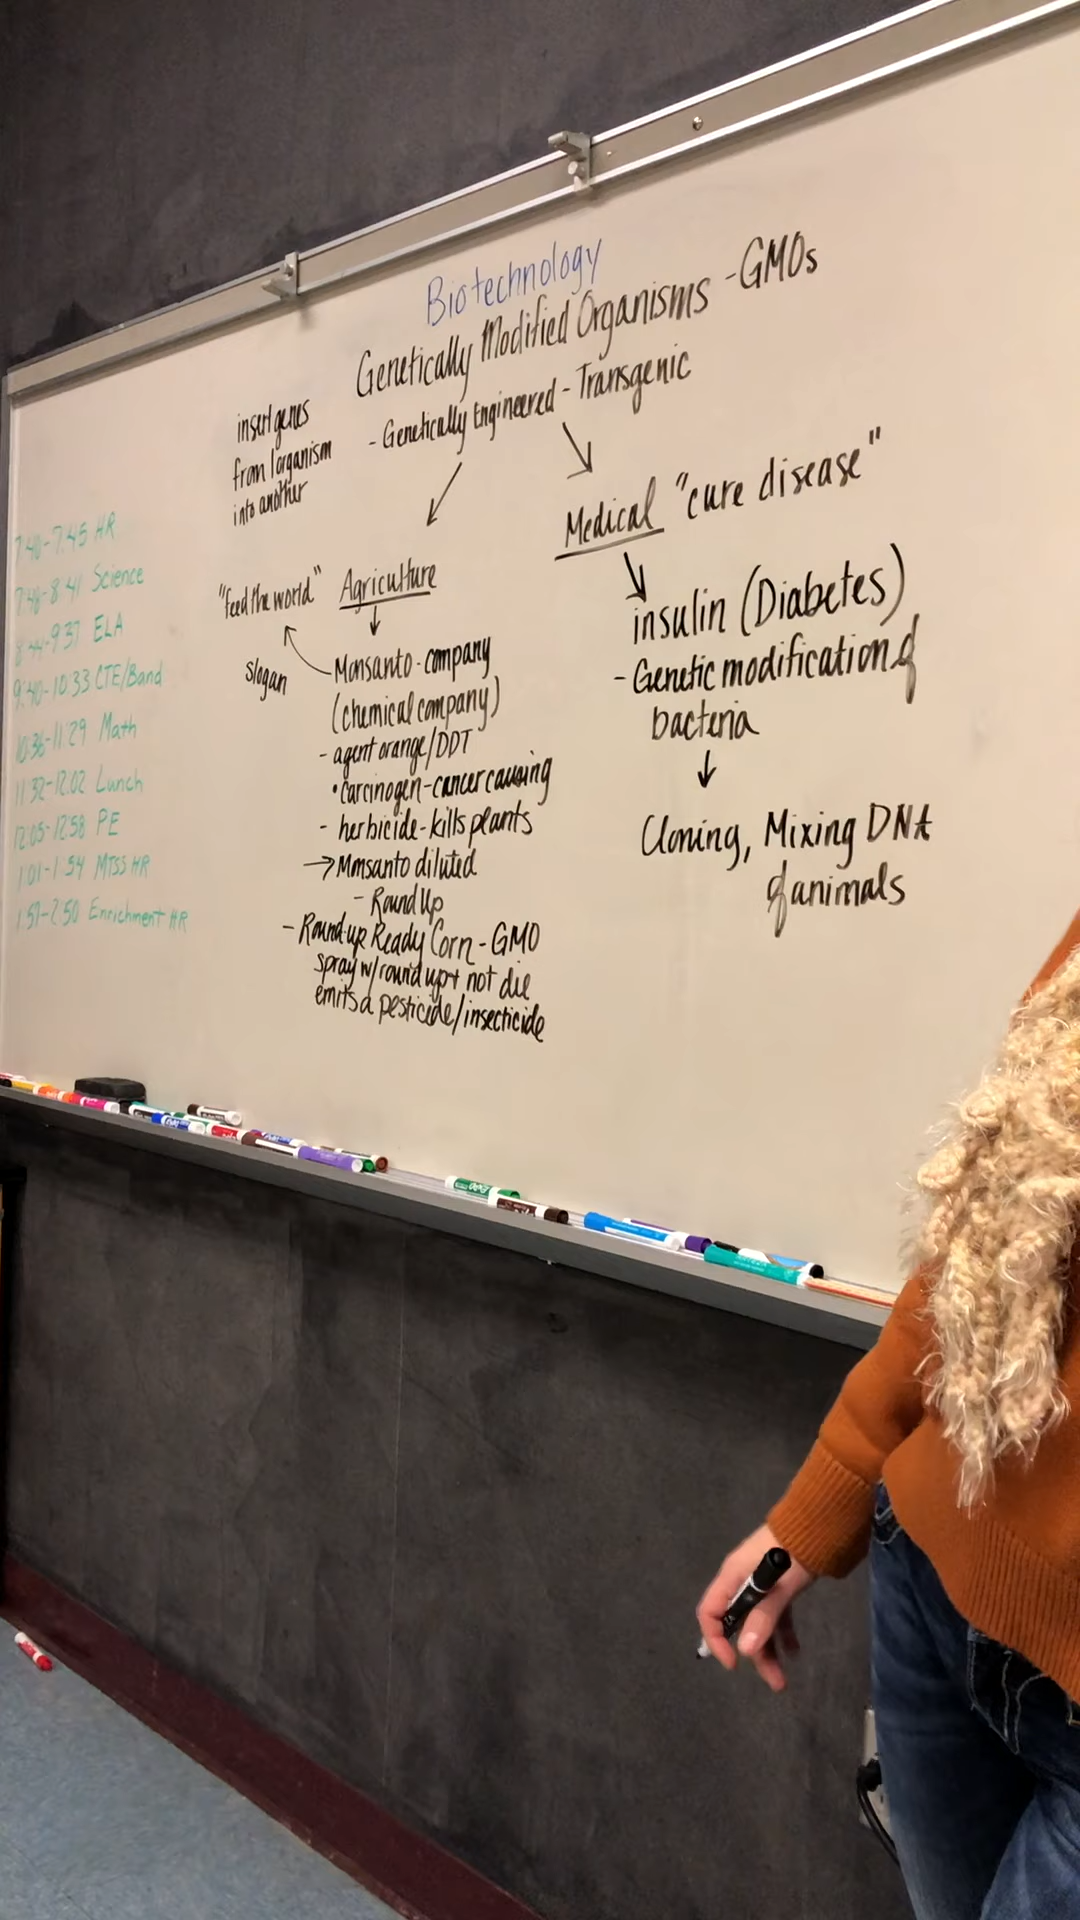 Biotechnology
Genetically Modified Organisms - GMOs
- Genetically Engineered - Transgenic
insert genes
from 1 organism
into another
7:40-7:45 HR
7:48-8:41 Science
8:44-9:37 ELA
9:40-10:33 CTE/Band
10:36-11:29 Math
11:32-12:02 Lunch
12:05-12:58 PE
1:01-1:54 MTSS HR
1:57-2:50 Enrichment HR
"feed the world"
slogan
Agriculture
Monsanto - company
(chemical company)
- agent orange/DDT
• carcinogen - cancer causing
- herbicide - kills plants
→ Monsanto diluted
- Round Up
- Round-up Ready Corn - GMO
spray w/ round up + not die
emits a pesticide/insecticide
Medical "cure disease"
insulin (Diabetes)
- Genetic modification of
bacteria
Cloning, Mixing DNA
of animals